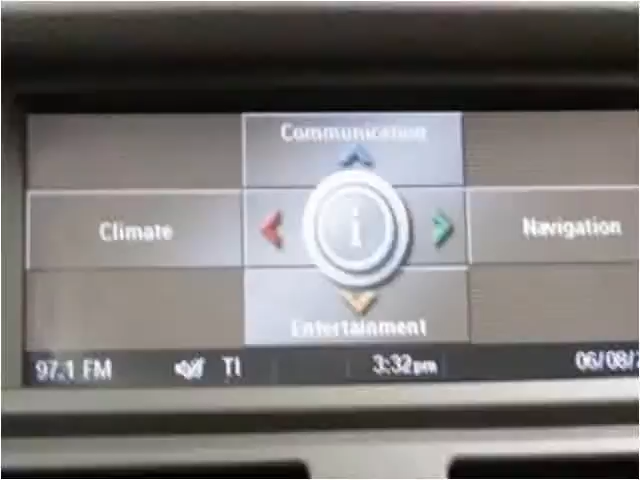 Communication
Climate
i
Navigation
Entertainment
97.1 FM TI 3:32pm 06/08/